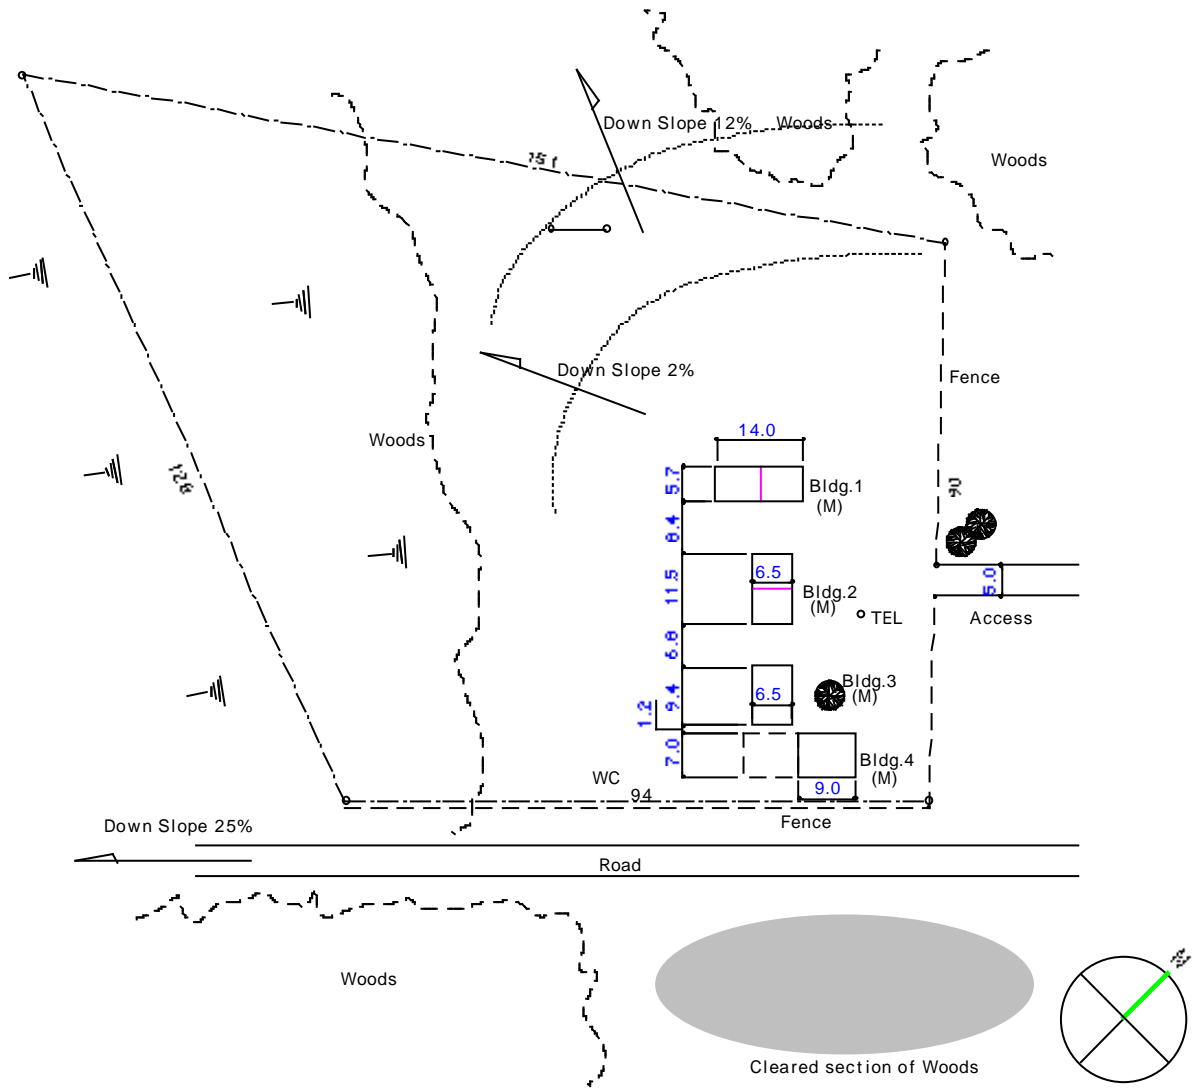 Down Slope 12%
Woods
Woods
151
Down Slope 2%
Fence
Woods
14.0
5.7
Bldg.1
(M)
128
90
8.4
6.5
11.5
5.0
Bldg.2
(M)
TEL
Access
6.8
6.5
9.4
Bldg.3
(M)
1.2
7.0
Bldg.4
(M)
WC
94
9.0
Down Slope 25%
Fence
Road
Woods
N
Cleared section of Woods